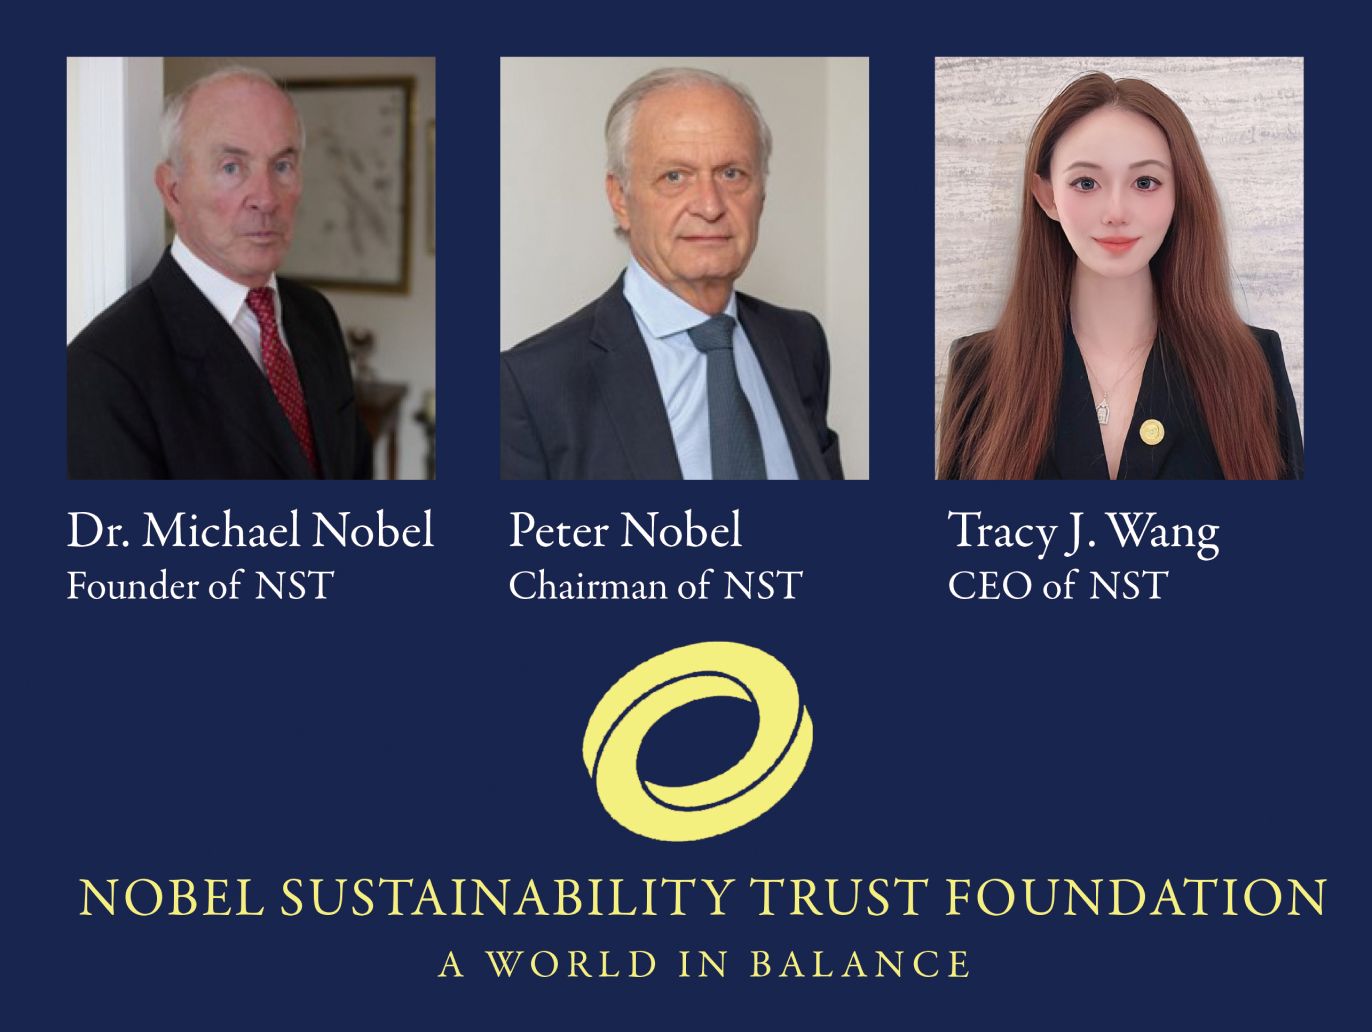 Dr. Michael Nobel
Founder of NST
Peter Nobel
Chairman of NST
Tracy J. Wang
CEO of NST
NOBEL SUSTAINABILITY TRUST FOUNDATION
A WORLD IN BALANCE